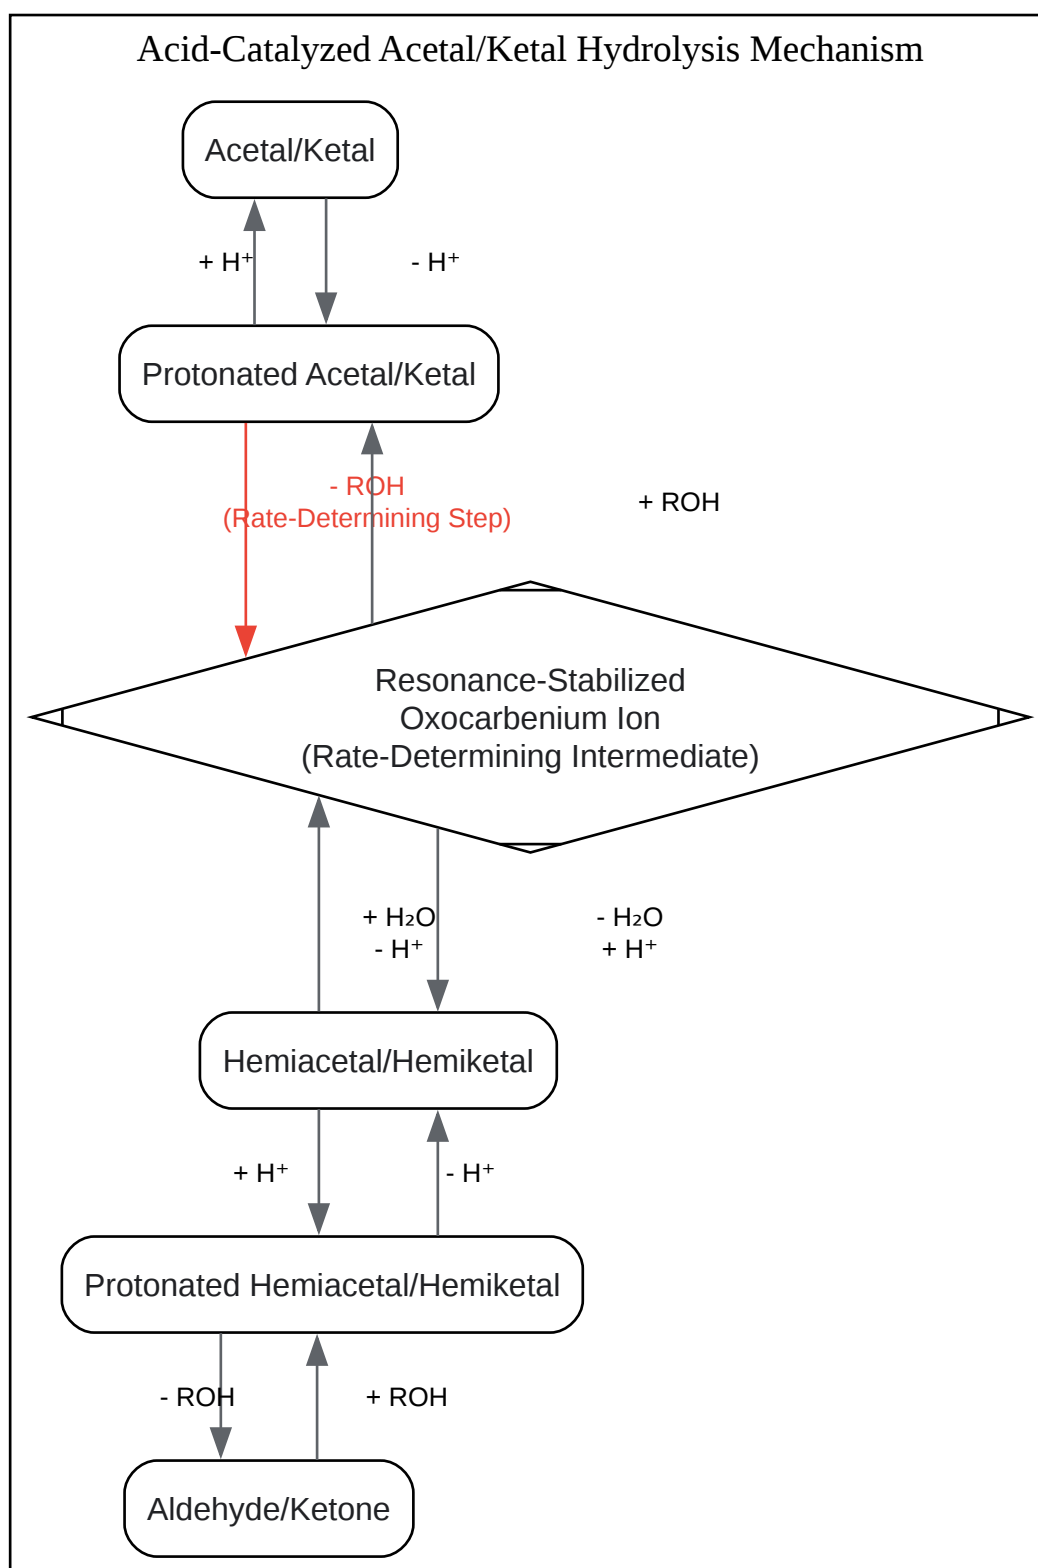 Acid-Catalyzed Acetal/Ketal Hydrolysis Mechanism
Acetal/Ketal
+ H⁺
- H⁺
Protonated Acetal/Ketal
- ROH
(Rate-Determining Step)
+ ROH
Resonance-Stabilized
Oxocarbenium Ion
(Rate-Determining Intermediate)
+ H₂O
- H⁺
- H₂O
+ H⁺
Hemiacetal/Hemiketal
+ H⁺
- H⁺
Protonated Hemiacetal/Hemiketal
- ROH
+ ROH
Aldehyde/Ketone